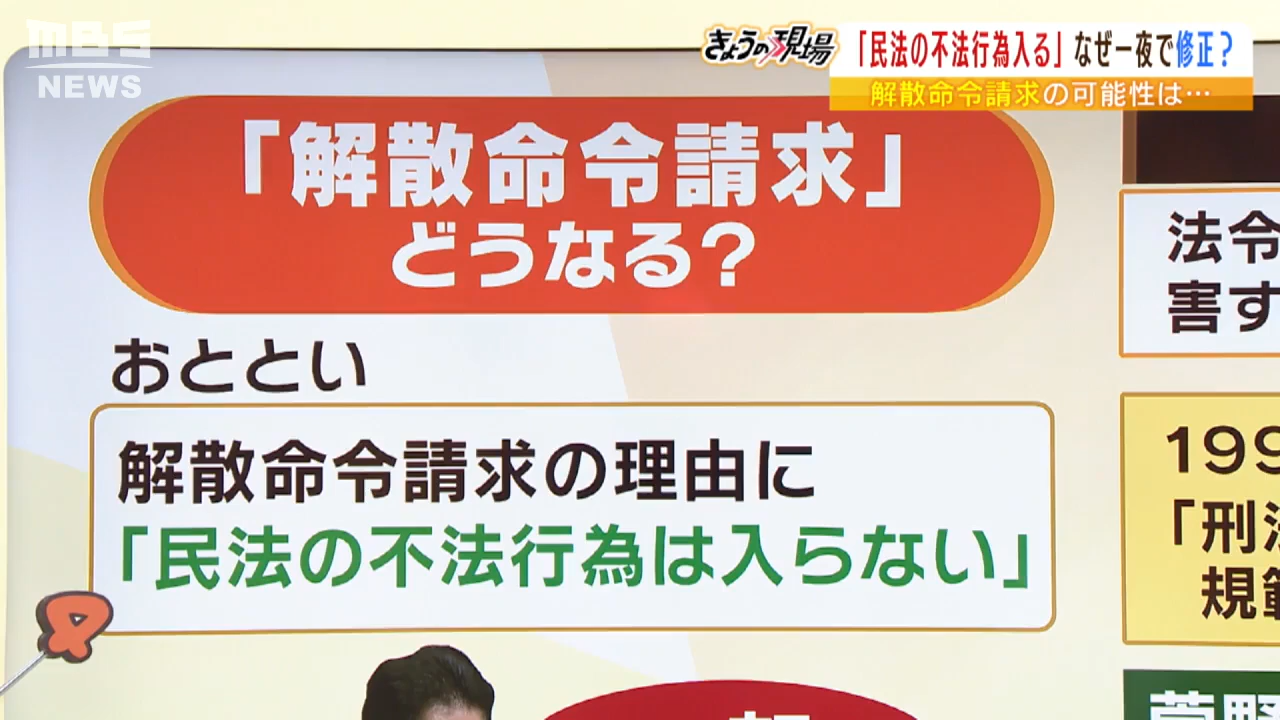 MBS
NEWS
きょうの現場
「民法の不法行為入る」なぜ一夜で修正?
解散命令請求の可能性は…
「解散命令請求」
どうなる?
おととい
解散命令請求の理由に
「民法の不法行為は入らない」
法令
害す
199
「刑法
規範